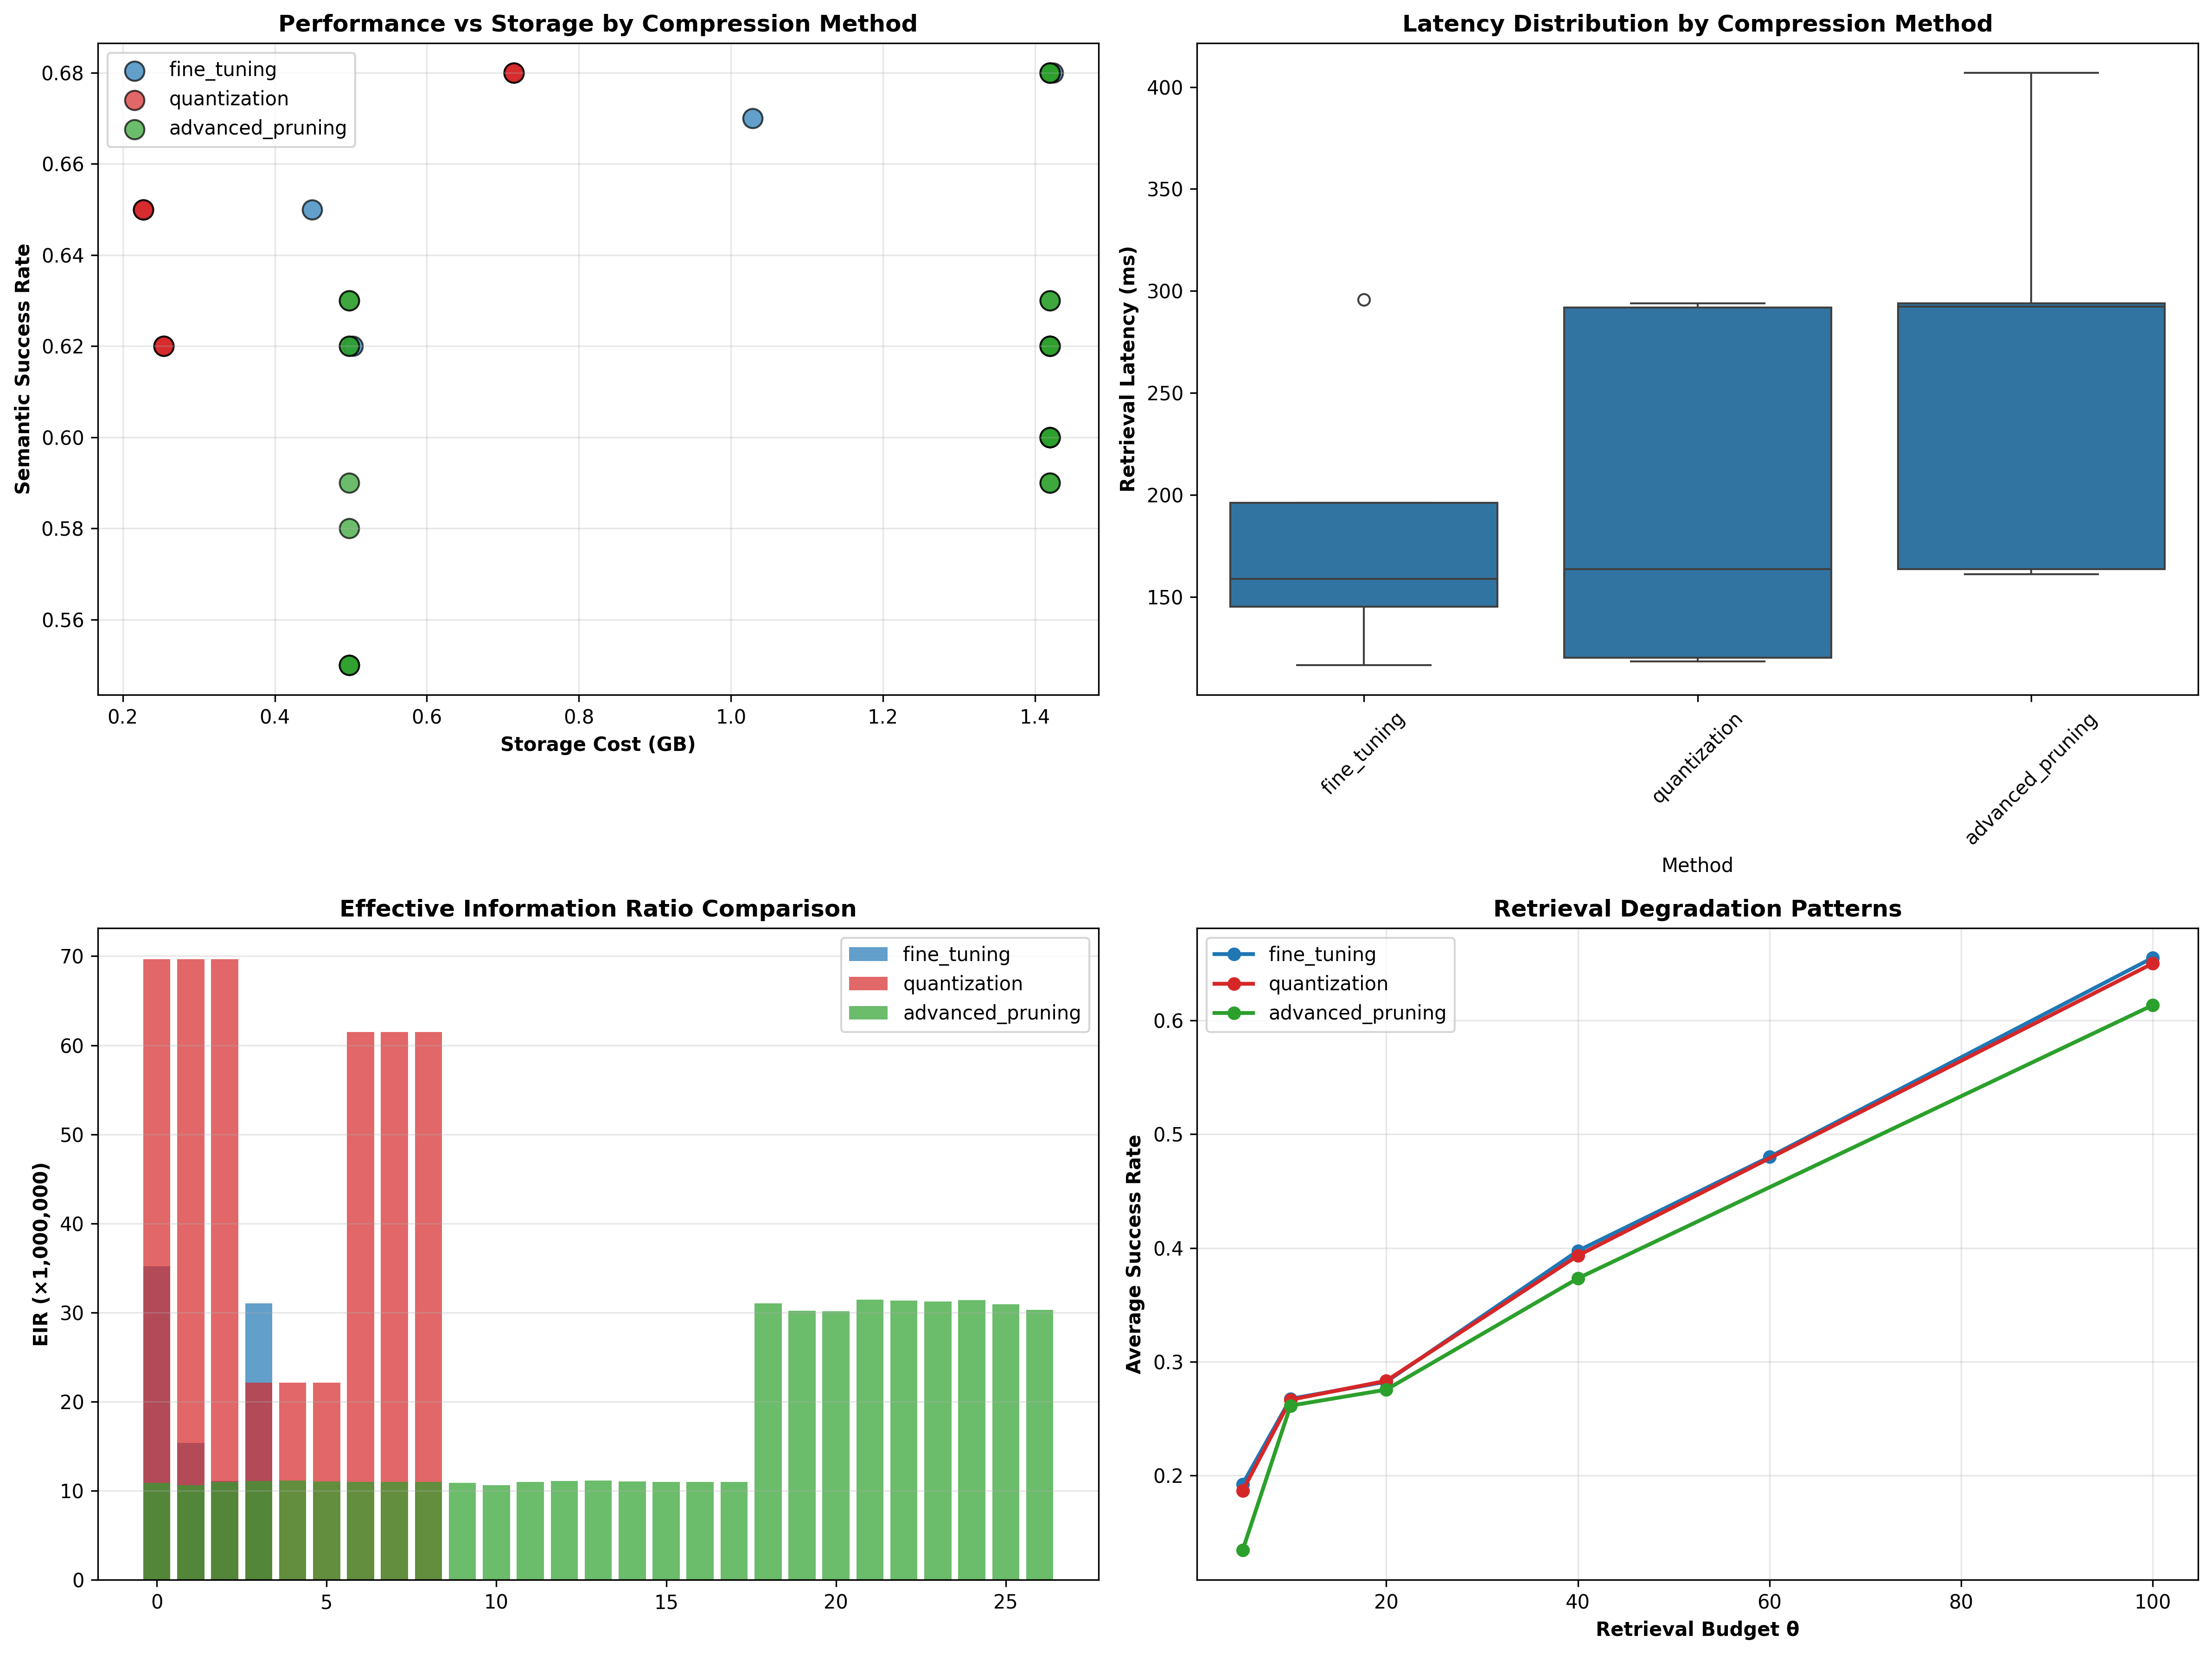 Performance vs Storage by Compression Method
fine_tuning
quantization
advanced_pruning
0.68
0.66
0.64
0.62
0.60
0.58
0.56
Semantic Success Rate
0.2 0.4 0.6 0.8 1.0 1.2 1.4
Storage Cost (GB)
Latency Distribution by Compression Method
400
350
300
250
200
150
Retrieval Latency (ms)
fine_tuning quantization advanced_pruning
Method
Effective Information Ratio Comparison
fine_tuning
quantization
advanced_pruning
70
60
50
40
30
20
10
0
EIR (×1,000,000)
0 5 10 15 20 25
Retrieval Degradation Patterns
fine_tuning
quantization
advanced_pruning
0.6
0.5
0.4
0.3
0.2
Average Success Rate
20 40 60 80 100
Retrieval Budget θ